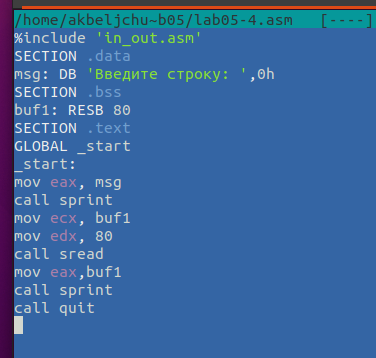 /home/akbeljchu~b05/lab05-4.asm [----]
%include 'in_out.asm'
SECTION .data
msg: DB 'Введите строку: ',0h
SECTION .bss
buf1: RESB 80
SECTION .text
GLOBAL _start
_start:
mov eax, msg
call sprint
mov ecx, buf1
mov edx, 80
call sread
mov eax,buf1
call sprint
call quit